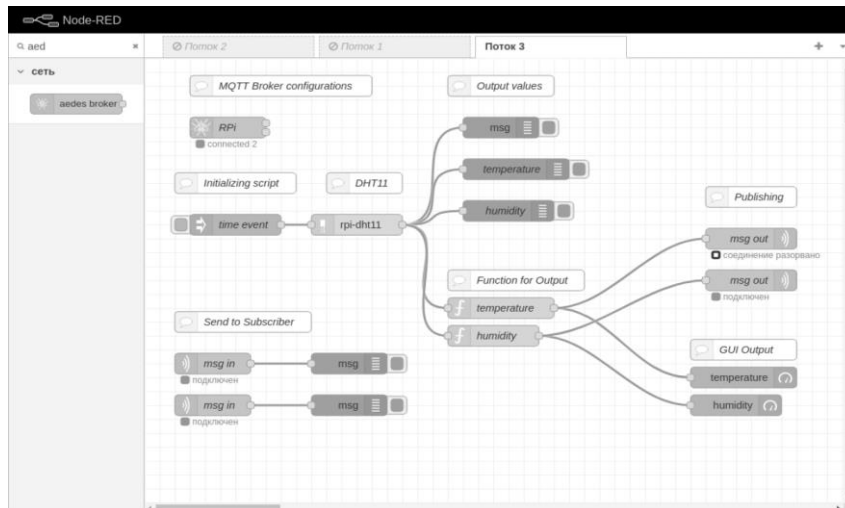 Node-RED
aed
Поток 2
Поток 1
Поток 3
сеть
aedes broker
MQTT Broker configurations
Output values
RPi
connected 2
msg
temperature
Initializing script
DHT11
humidity
Publishing
time event
rpi-dht11
msg out
соединение разорвано
Function for Output
msg out
подключен
temperature
Send to Subscriber
humidity
GUI Output
msg in
msg
подключен
temperature
msg in
msg
подключен
humidity